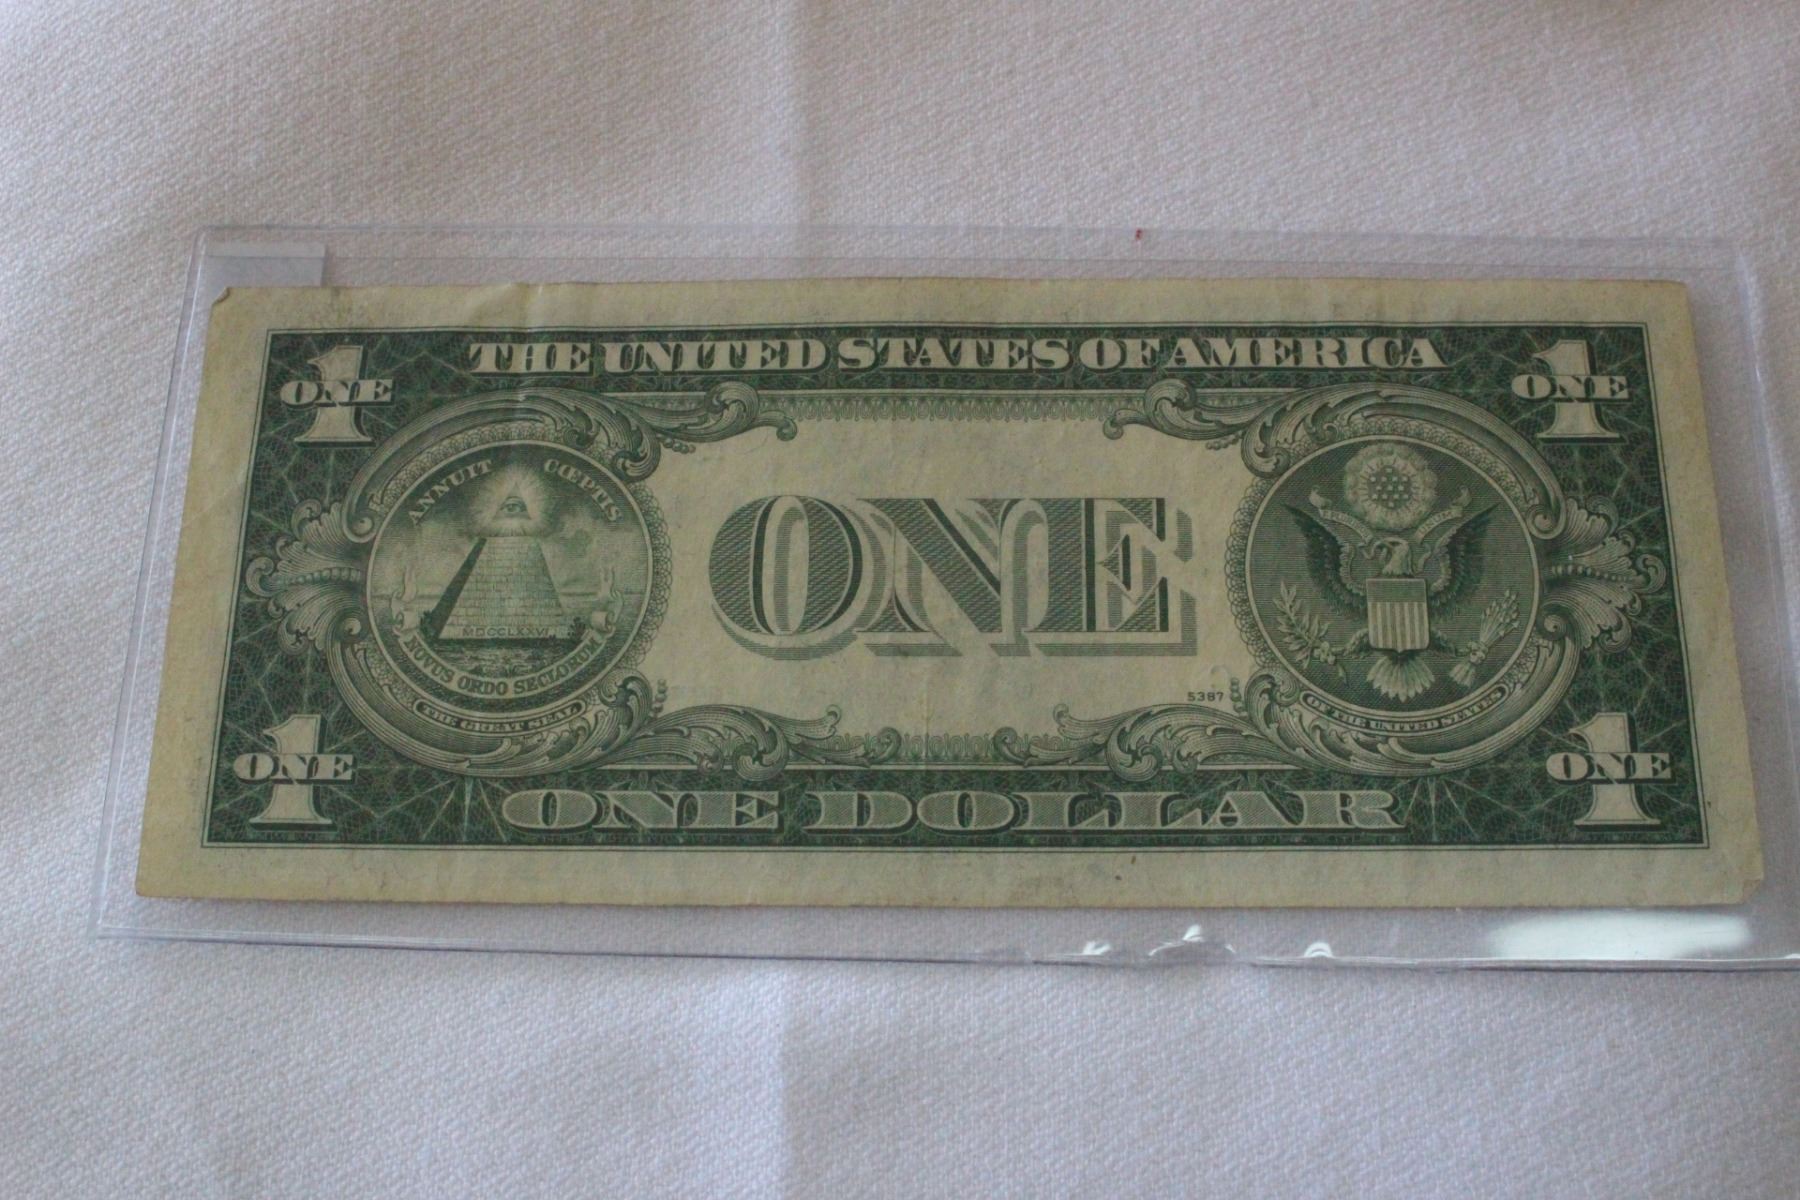 THE UNITED STATES OF AMERICA
ONE
1
ONE
1
ANNUIT CŒPTIS
ONE
MDCCLXXVI
NOVUS ORDO SECLORUM
THE GREAT SEAL
5387
OF THE UNITED STATES
ONE
1
ONE DOLLAR
ONE
1